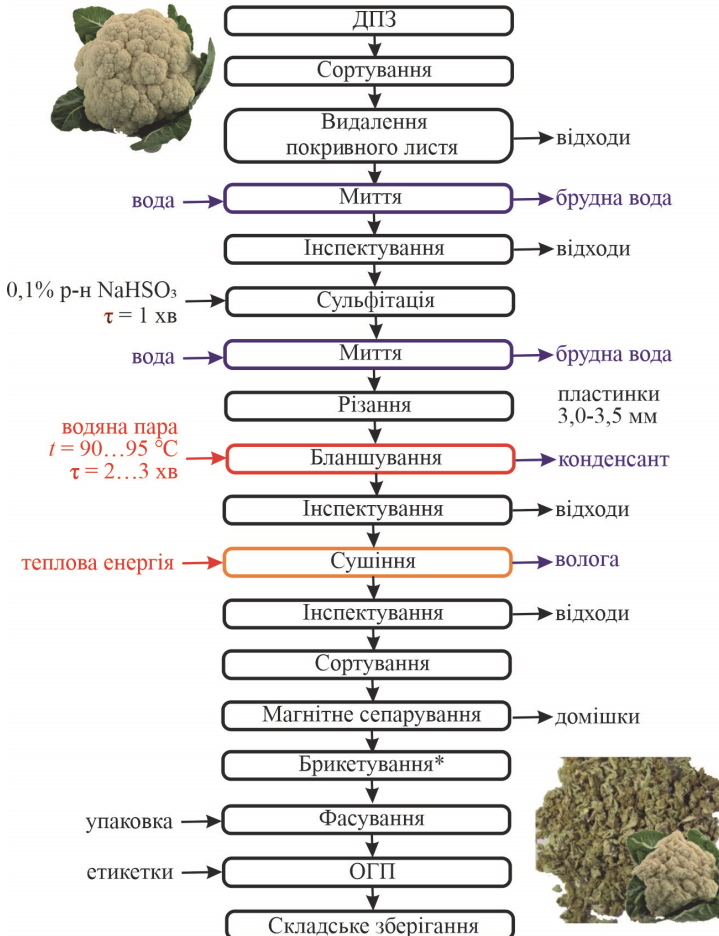 ДПЗ
Сортування
Видалення
покривного листя
відходи
вода
Миття
брудна вода
Інспектування
відходи
0,1% р-н NaHSO₃
τ = 1 хв
Сульфітація
вода
Миття
брудна вода
Різання
пластинки
3,0-3,5 мм
водяна пара
t = 90…95 °C
τ = 2…3 хв
Бланшування
конденсант
Інспектування
відходи
теплова енергія
Сушіння
волога
Інспектування
відходи
Сортування
Магнітне сепарування
домішки
Брикетування*
упаковка
Фасування
етикетки
ОГП
Складське зберігання